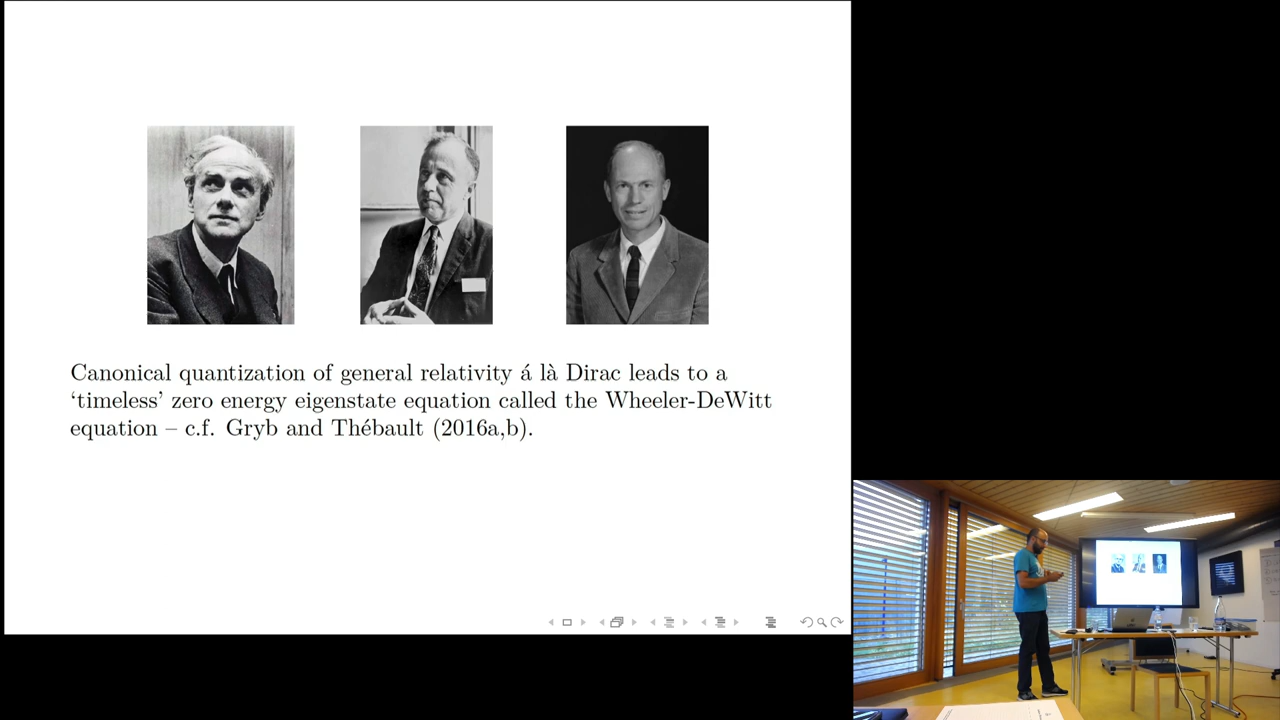 Canonical quantization of general relativity á là Dirac leads to a
‘timeless’ zero energy eigenstate equation called the Wheeler-DeWitt
equation – c.f. Gryb and Thébault (2016a,b).